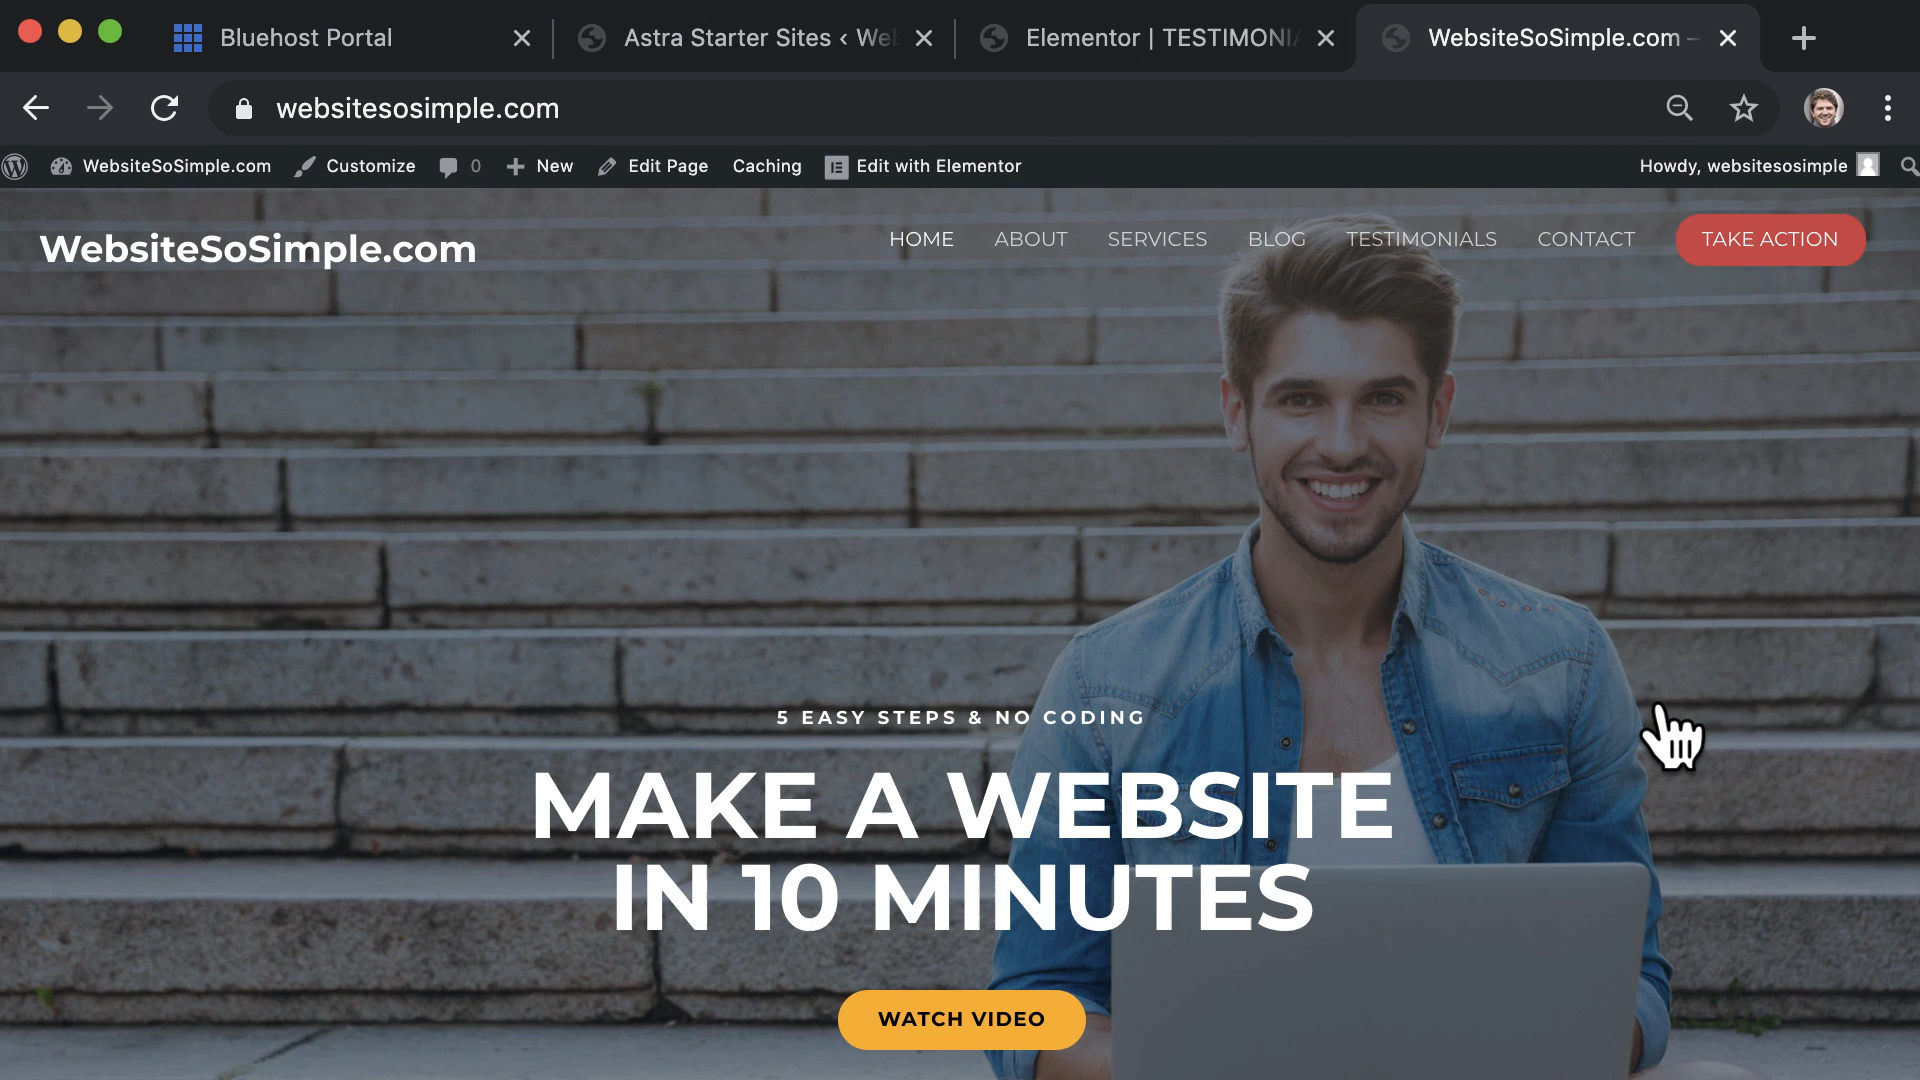 Bluehost Portal
Astra Starter Sites ‹ We
Elementor | TESTIMONI
WebsiteSoSimple.com –
websitesosimple.com
WebsiteSoSimple.com
Customize
0
New
Edit Page
Caching
Edit with Elementor
Howdy, websitesosimple
WebsiteSoSimple.com
HOME
ABOUT
SERVICES
BLOG
TESTIMONIALS
CONTACT
TAKE ACTION
5 EASY STEPS & NO CODING
MAKE A WEBSITE
IN 10 MINUTES
WATCH VIDEO